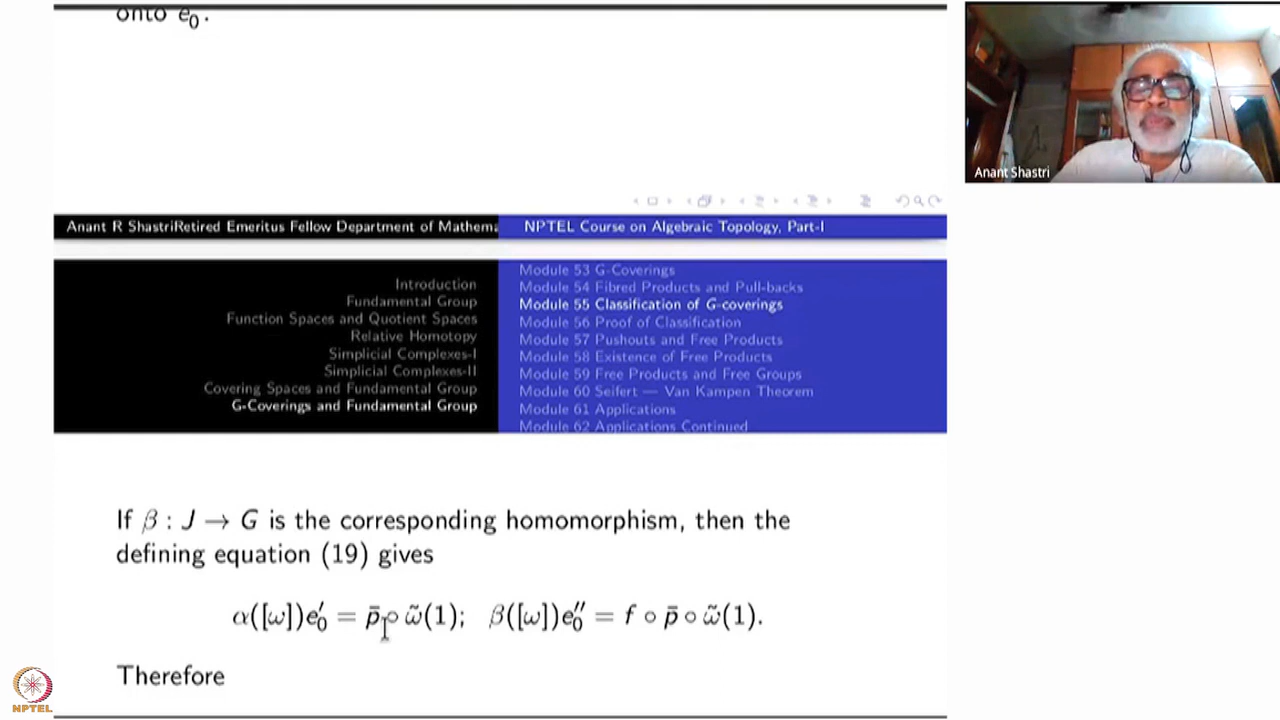 onto e₀.
Anant Shastri
Anant R ShastriRetired Emeritus Fellow Department of Mathema
NPTEL Course on Algebraic Topology, Part-I
Introduction
Fundamental Group
Function Spaces and Quotient Spaces
Relative Homotopy
Simplicial Complexes-I
Simplicial Complexes-II
Covering Spaces and Fundamental Group
G-Coverings and Fundamental Group
Module 53 G-Coverings
Module 54 Fibred Products and Pull-backs
Module 55 Classification of G-coverings
Module 56 Proof of Classification
Module 57 Pushouts and Free Products
Module 58 Existence of Free Products
Module 59 Free Products and Free Groups
Module 60 Seifert — Van Kampen Theorem
Module 61 Applications
Module 62 Applications Continued
If β : J → G is the corresponding homomorphism, then the
defining equation (19) gives
α([ω])e′₀ = p̄ ∘ ω̃(1); β([ω])e″₀ = f ∘ p̄ ∘ ω̃(1).
Therefore
NPTEL